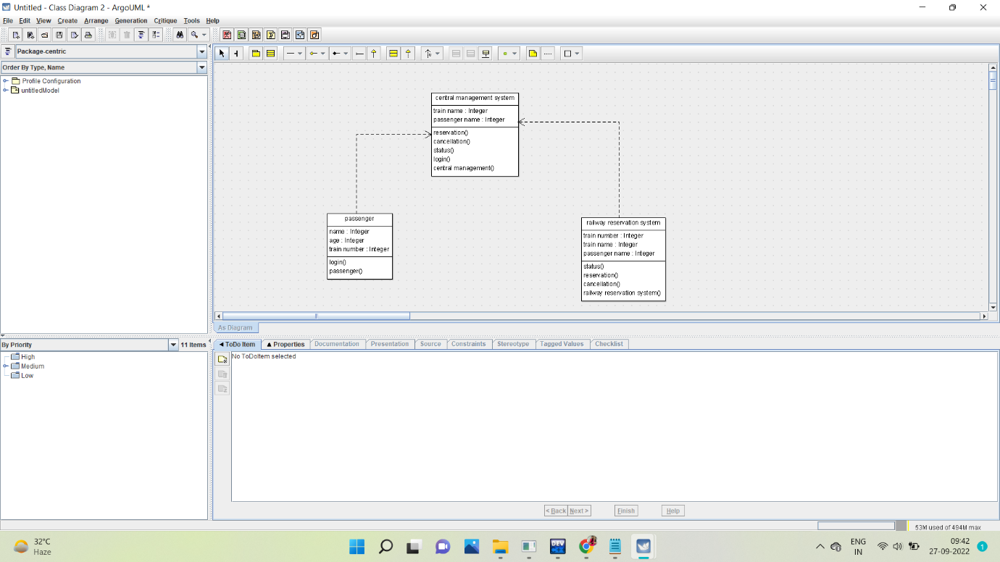 Untitled - Class Diagram 2 - ArgoUML *
File Edit View Create Arrange Generation Critique Tools Help
Package-centric
Order By Type, Name
Profile Configuration
untitledModel
central management system
train name : Integer
passenger name : Integer
reservation()
cancellation()
status()
login()
central management()
passenger
name : Integer
age : Integer
train number : Integer
login()
passenger()
railway reservation system
train number : Integer
train name : Integer
passenger name : Integer
status()
reservation()
cancellation()
railway reservation system()
As Diagram
By Priority 11 Items
High
Medium
Low
ToDo Item Properties Documentation Presentation Source Constraints Stereotype Tagged Values Checklist
No ToDoItem selected
< Back Next > Finish Help
53M used of 494M max
32°C
Haze
DEV
ENG
IN
09:42
27-09-2022
1